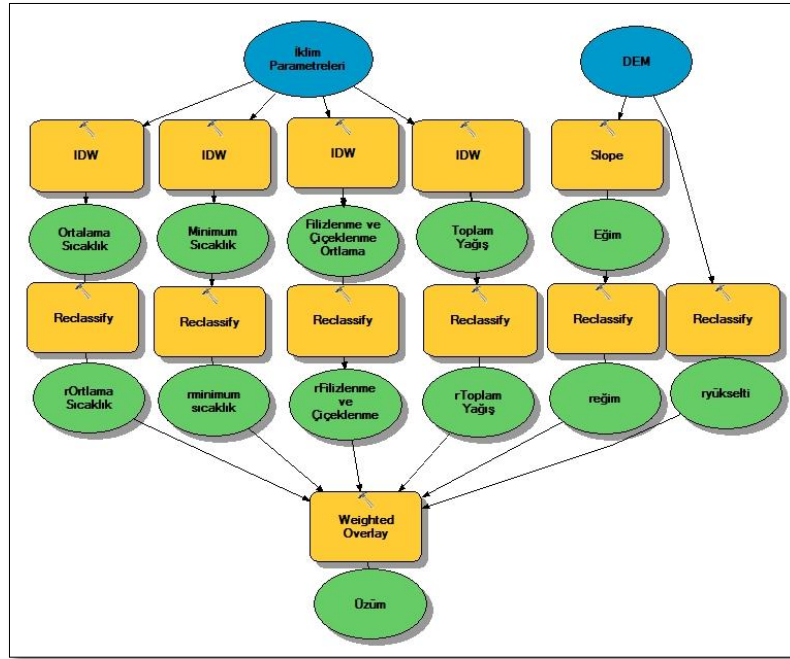 İklim
Parametreleri
DEM
IDW
IDW
IDW
IDW
Slope
Ortalama
Sıcaklık
Minimum
Sıcaklık
Filizlenme ve
Çiçeklenme
Ortlama
Toplam
Yağış
Eğim
Reclassify
Reclassify
Reclassify
Reclassify
Reclassify
Reclassify
rOrtlama
Sıcaklık
rminimum
sıcaklık
rFilizlenme
ve
Çiçeklenme
rToplam
Yağış
reğim
ryükselti
Weighted
Overlay
Üzüm